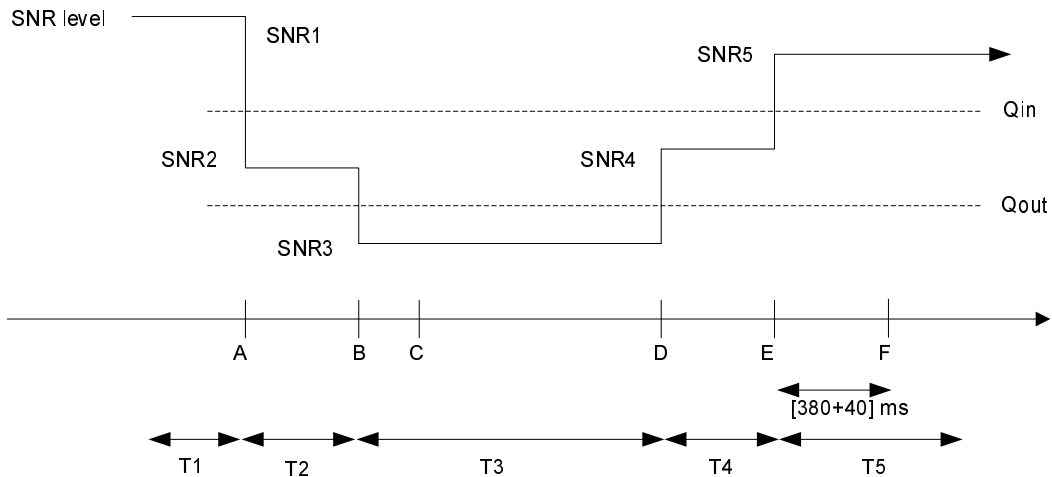 SNR level
SNR1
SNR5
Qin
SNR2
SNR4
Qout
SNR3
A B C D E F
[380+40] ms
T1 T2 T3 T4 T5